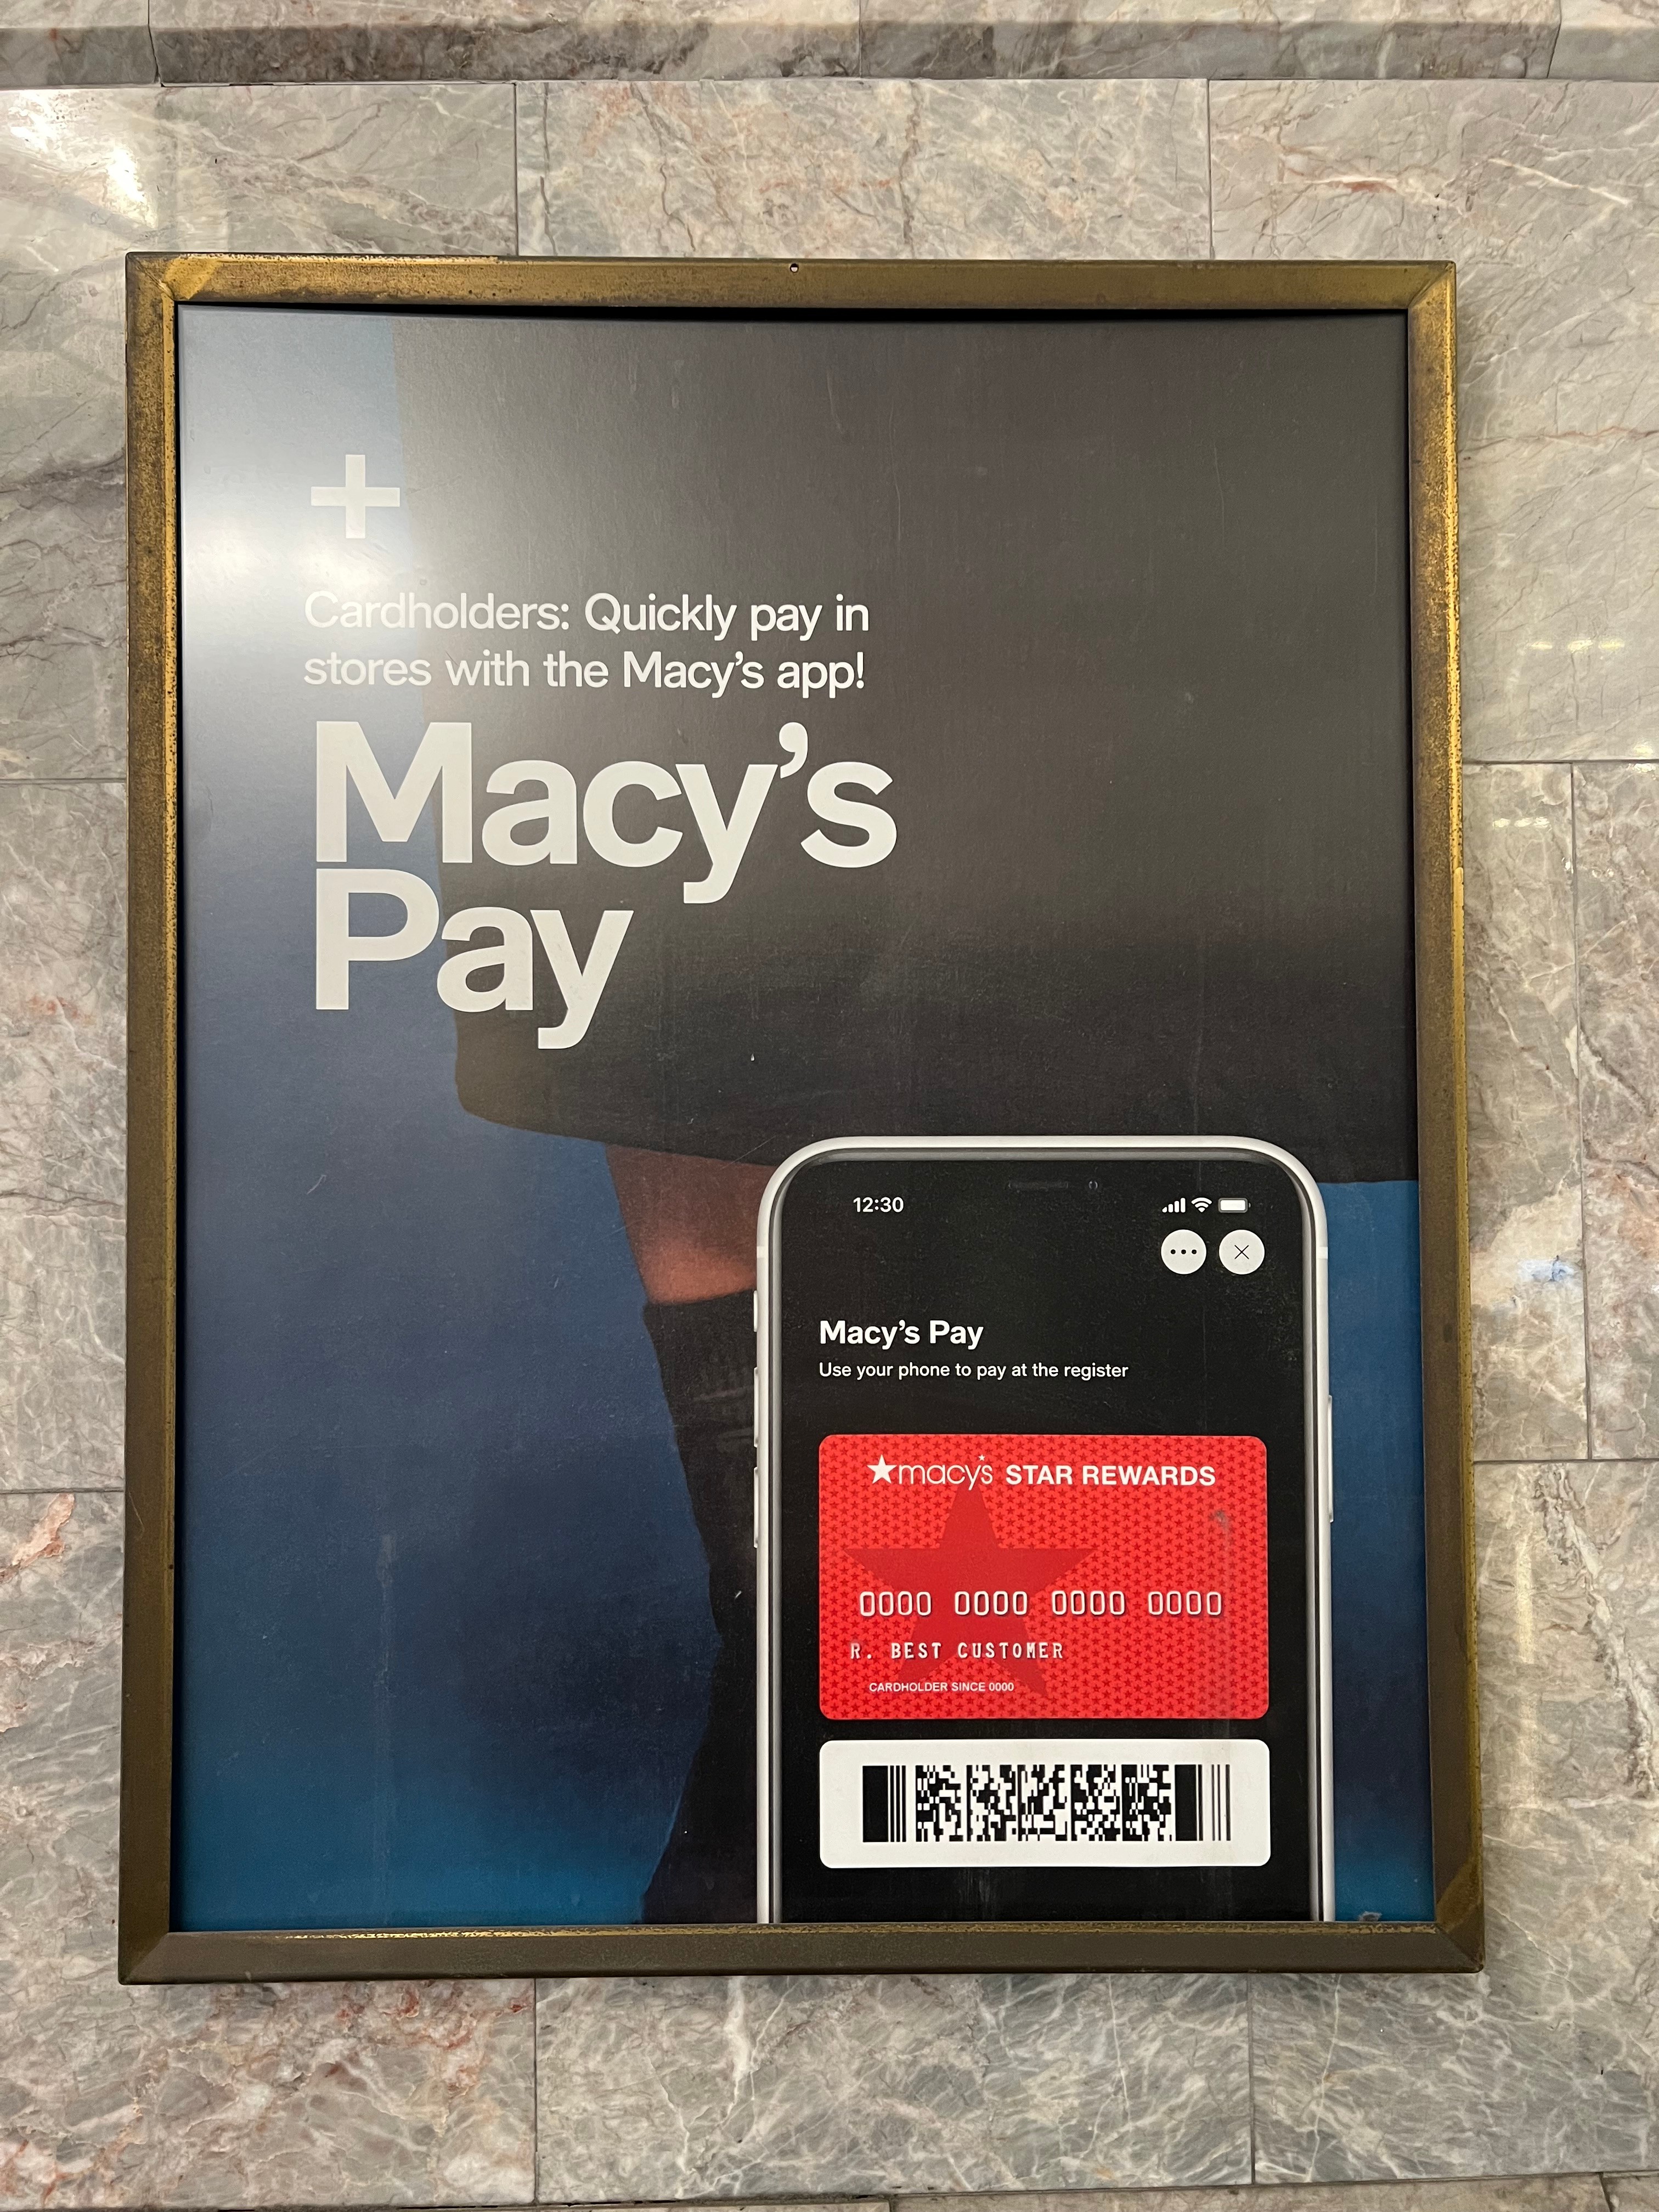 +
Cardholders: Quickly pay in
stores with the Macy's app!
Macy's
Pay
12:30
Macy's Pay
Use your phone to pay at the register
macy's STAR REWARDS
0000 0000 0000 0000
R. BEST CUSTOMER
CARDHOLDER SINCE 0000